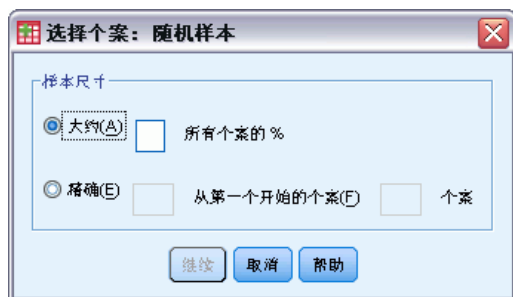 选择个案：随机样本
样本尺寸
大约(A) 所有个案的 %
精确(E) 从第一个开始的个案(F) 个案
继续 取消 帮助